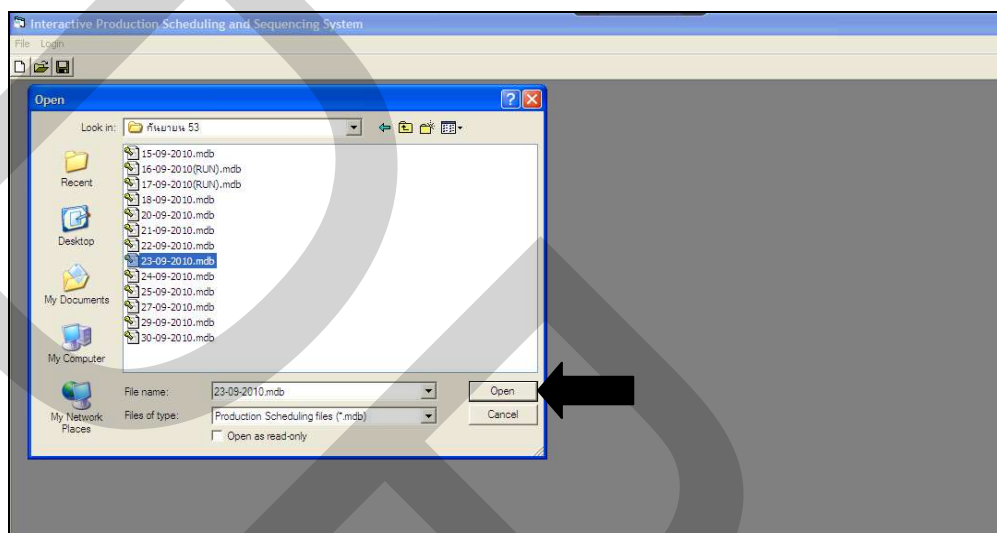 Interactive Production Scheduling and Sequencing System
File Login
Open
Look in: กันยายน 53
15-09-2010.mdb
16-09-2010(RUN).mdb
17-09-2010(RUN).mdb
18-09-2010.mdb
20-09-2010.mdb
21-09-2010.mdb
22-09-2010.mdb
23-09-2010.mdb
24-09-2010.mdb
25-09-2010.mdb
27-09-2010.mdb
29-09-2010.mdb
30-09-2010.mdb
Recent
Desktop
My Documents
My Computer
My Network
Places
File name: 23-09-2010.mdb Open
Files of type: Production Scheduling files (*.mdb) Cancel
Open as read-only